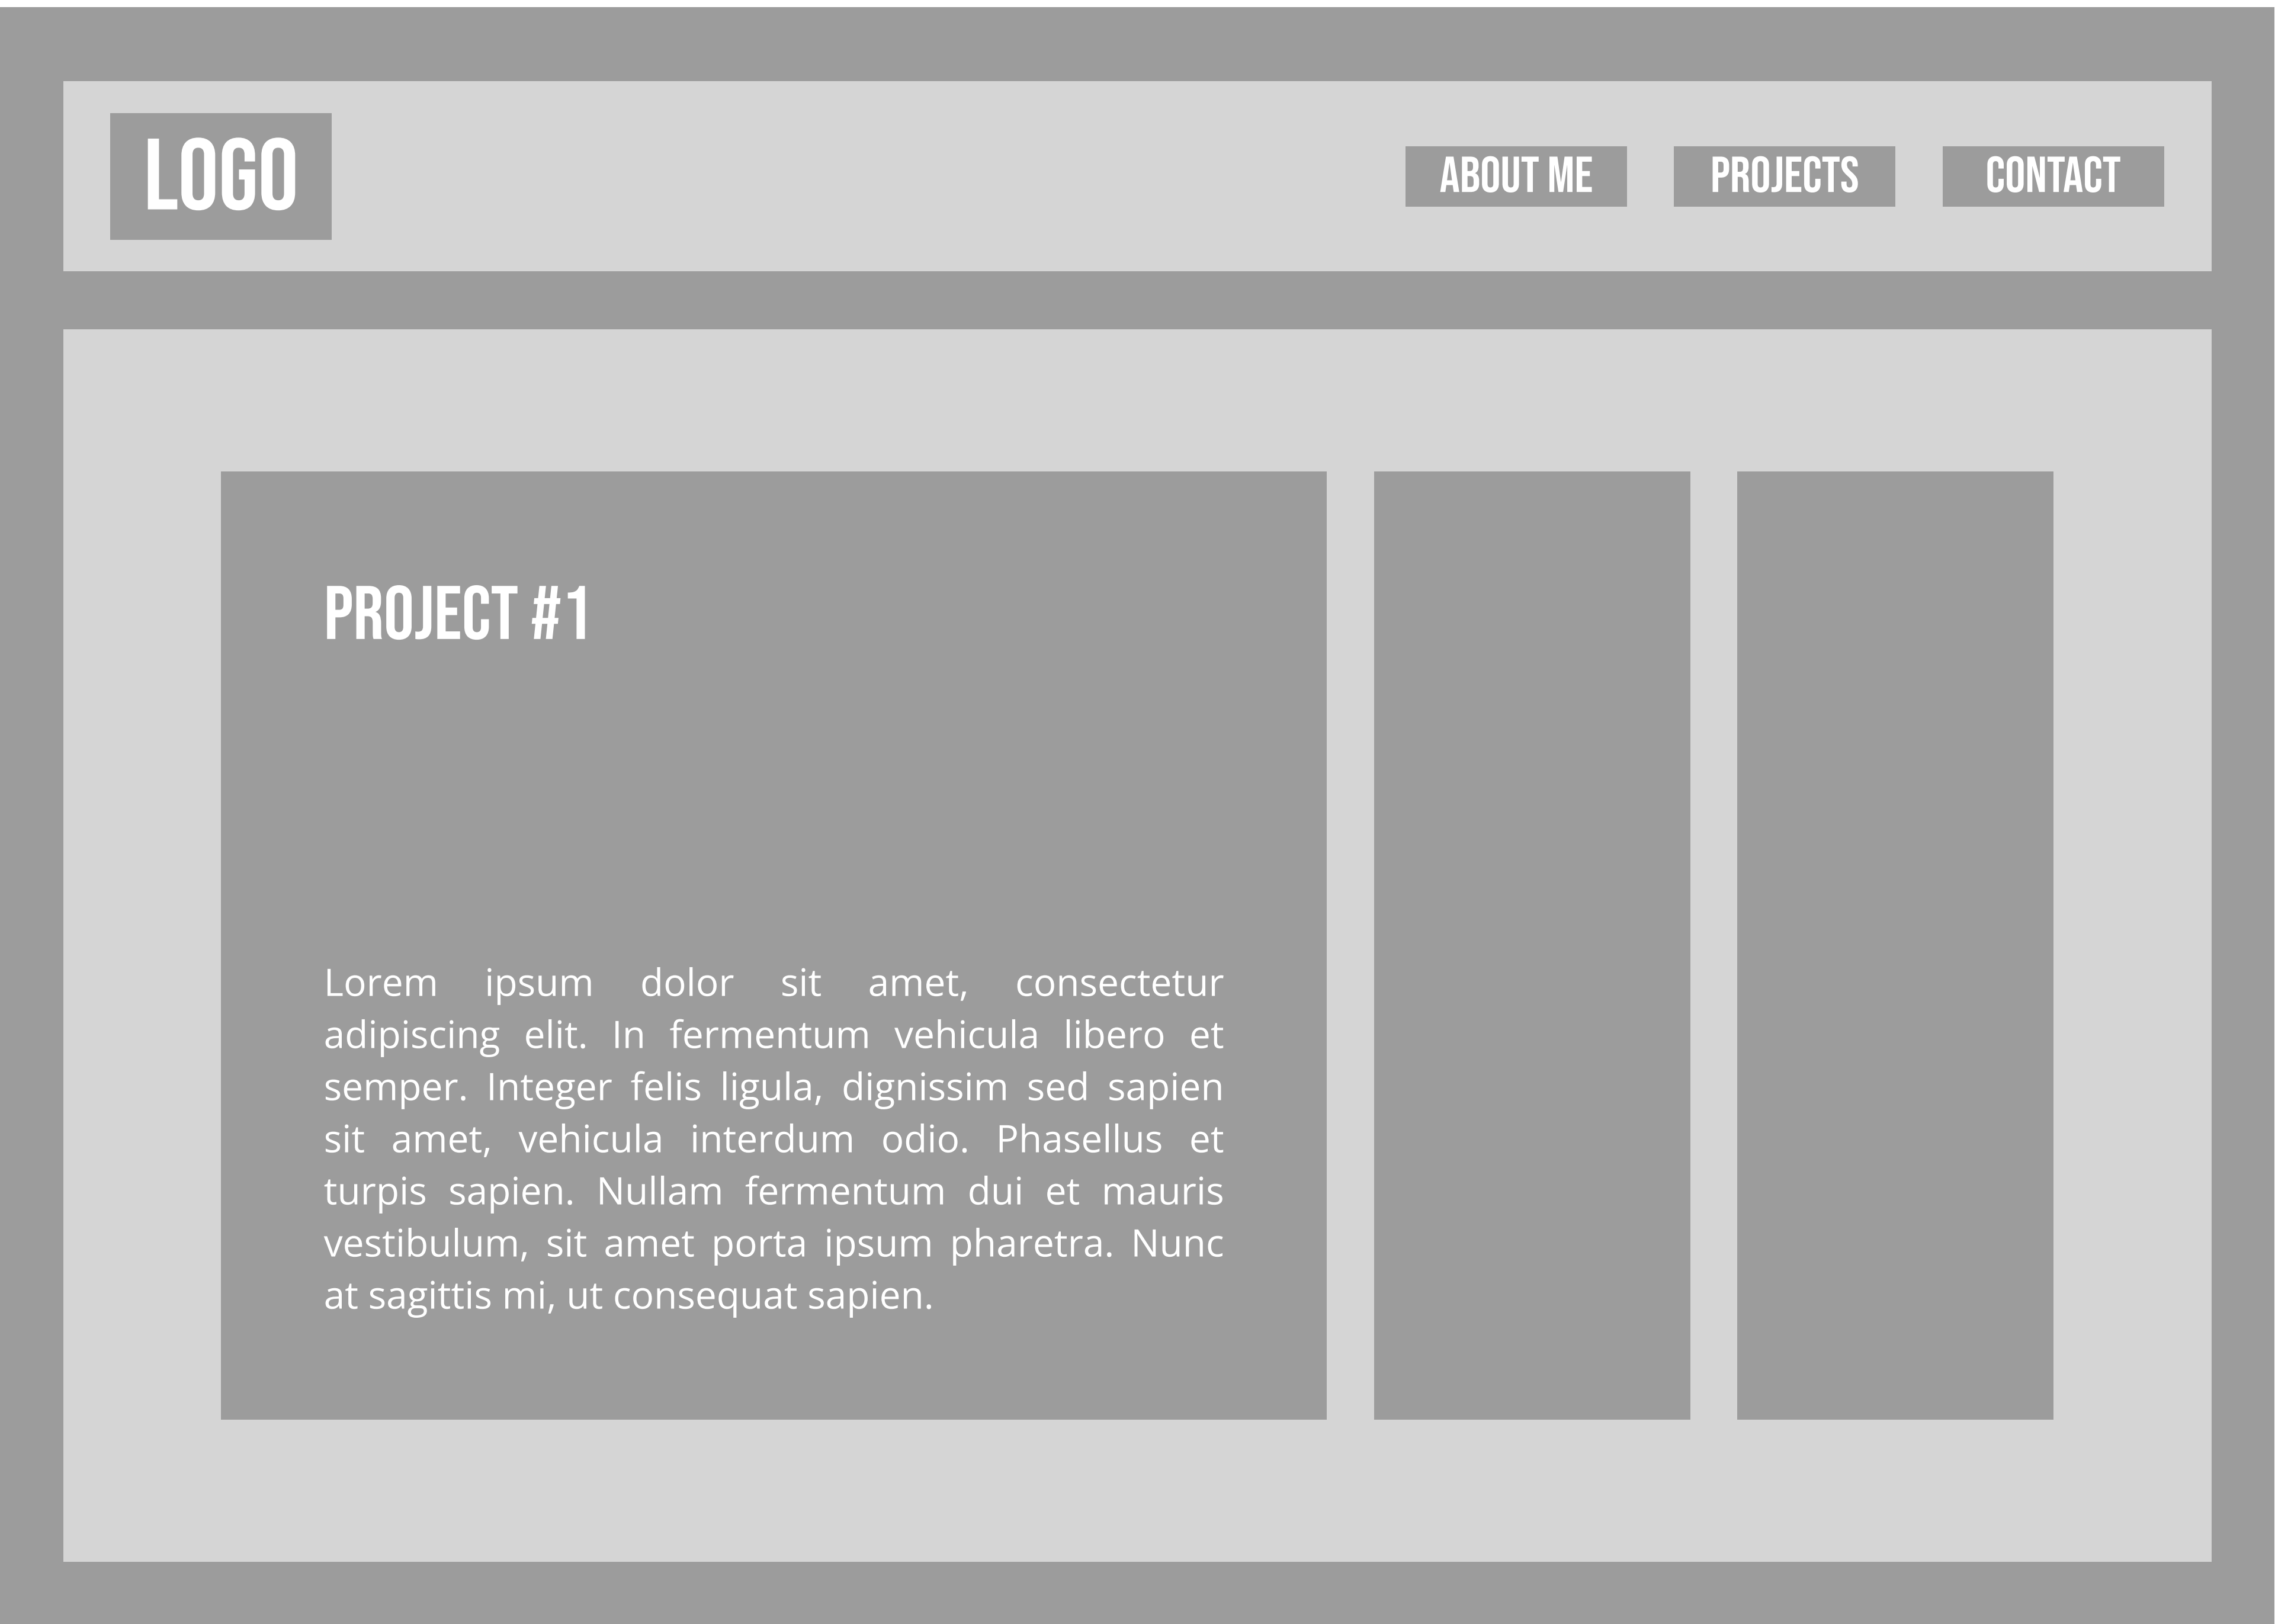 LOGO
ABOUT ME
PROJECTS
CONTACT
PROJECT #1
Lorem ipsum dolor sit amet, consectetur
adipiscing elit. In fermentum vehicula libero et
semper. Integer felis ligula, dignissim sed sapien
sit amet, vehicula interdum odio. Phasellus et
turpis sapien. Nullam fermentum dui et mauris
vestibulum, sit amet porta ipsum pharetra. Nunc
at sagittis mi, ut consequat sapien.